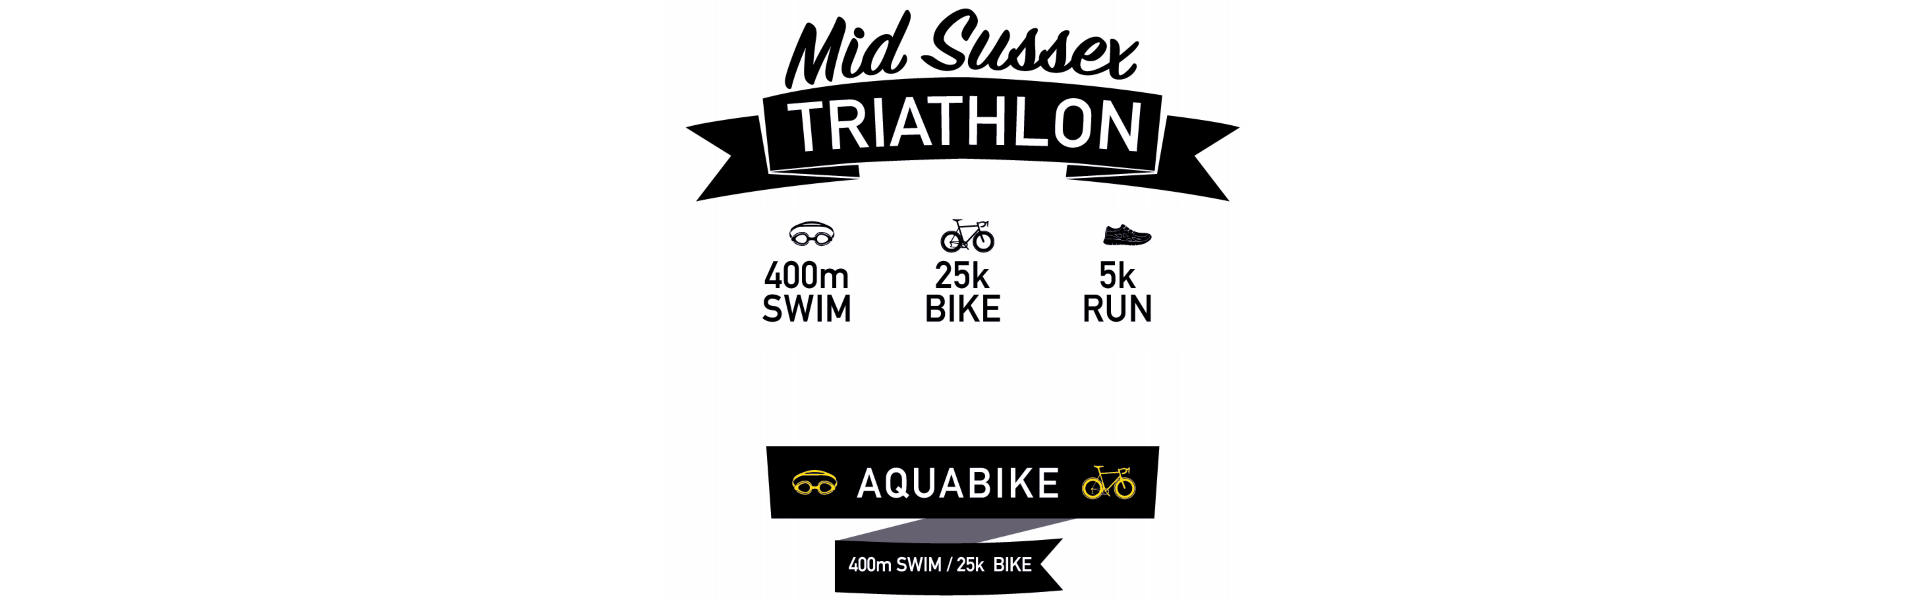 Mid Sussex
TRIATHLON
400m
SWIM
25k
BIKE
5k
RUN
AQUABIKE
400m SWIM / 25k BIKE